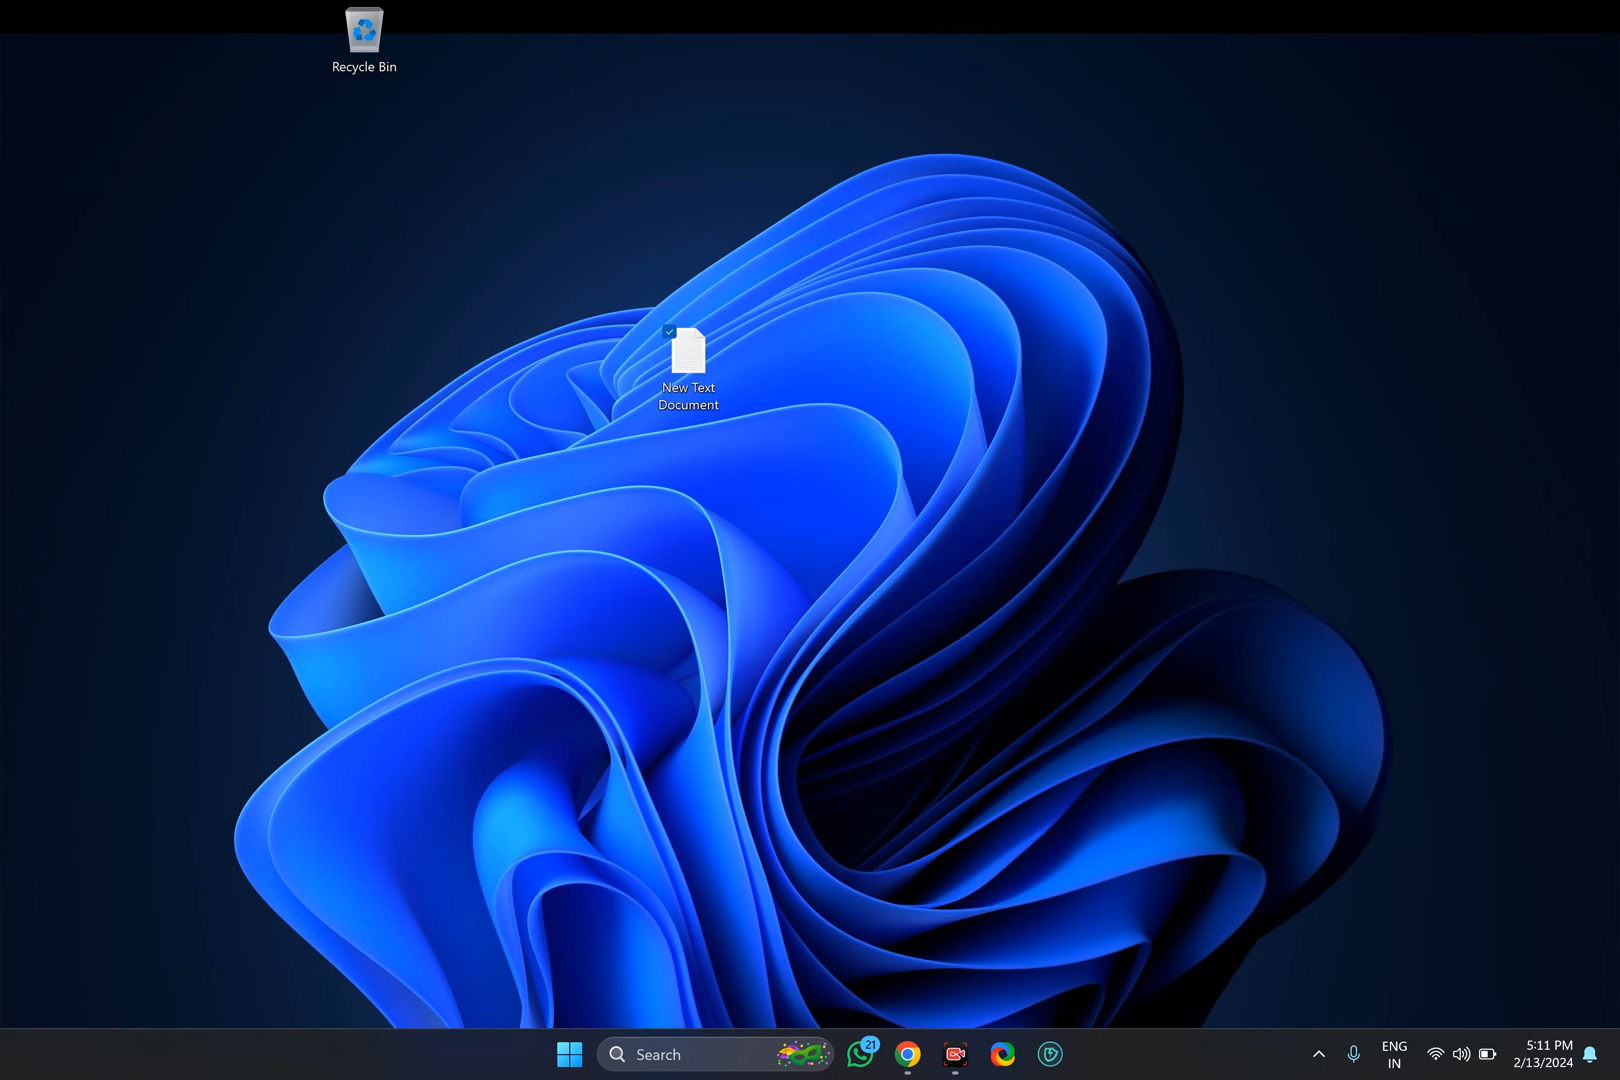 Recycle Bin
New Text
Document
Search
21
ENG
IN
5:11 PM
2/13/2024